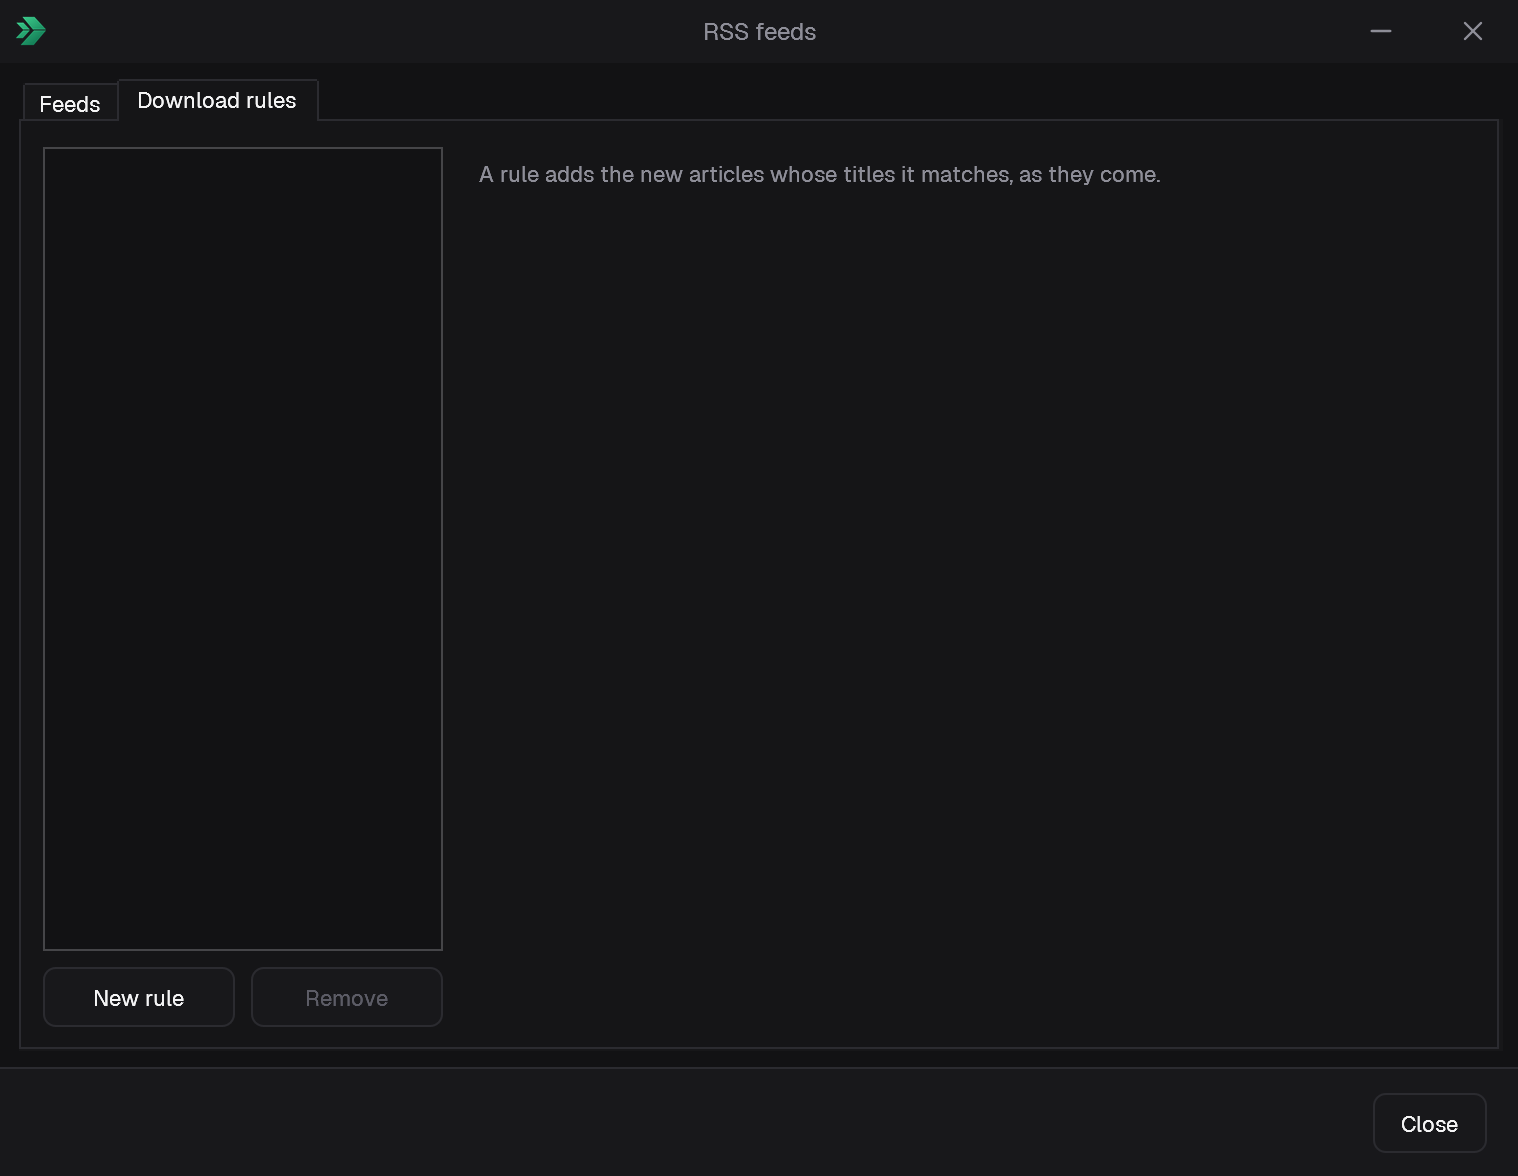 RSS feeds
Feeds
Download rules
A rule adds the new articles whose titles it matches, as they come.
New rule
Remove
Close